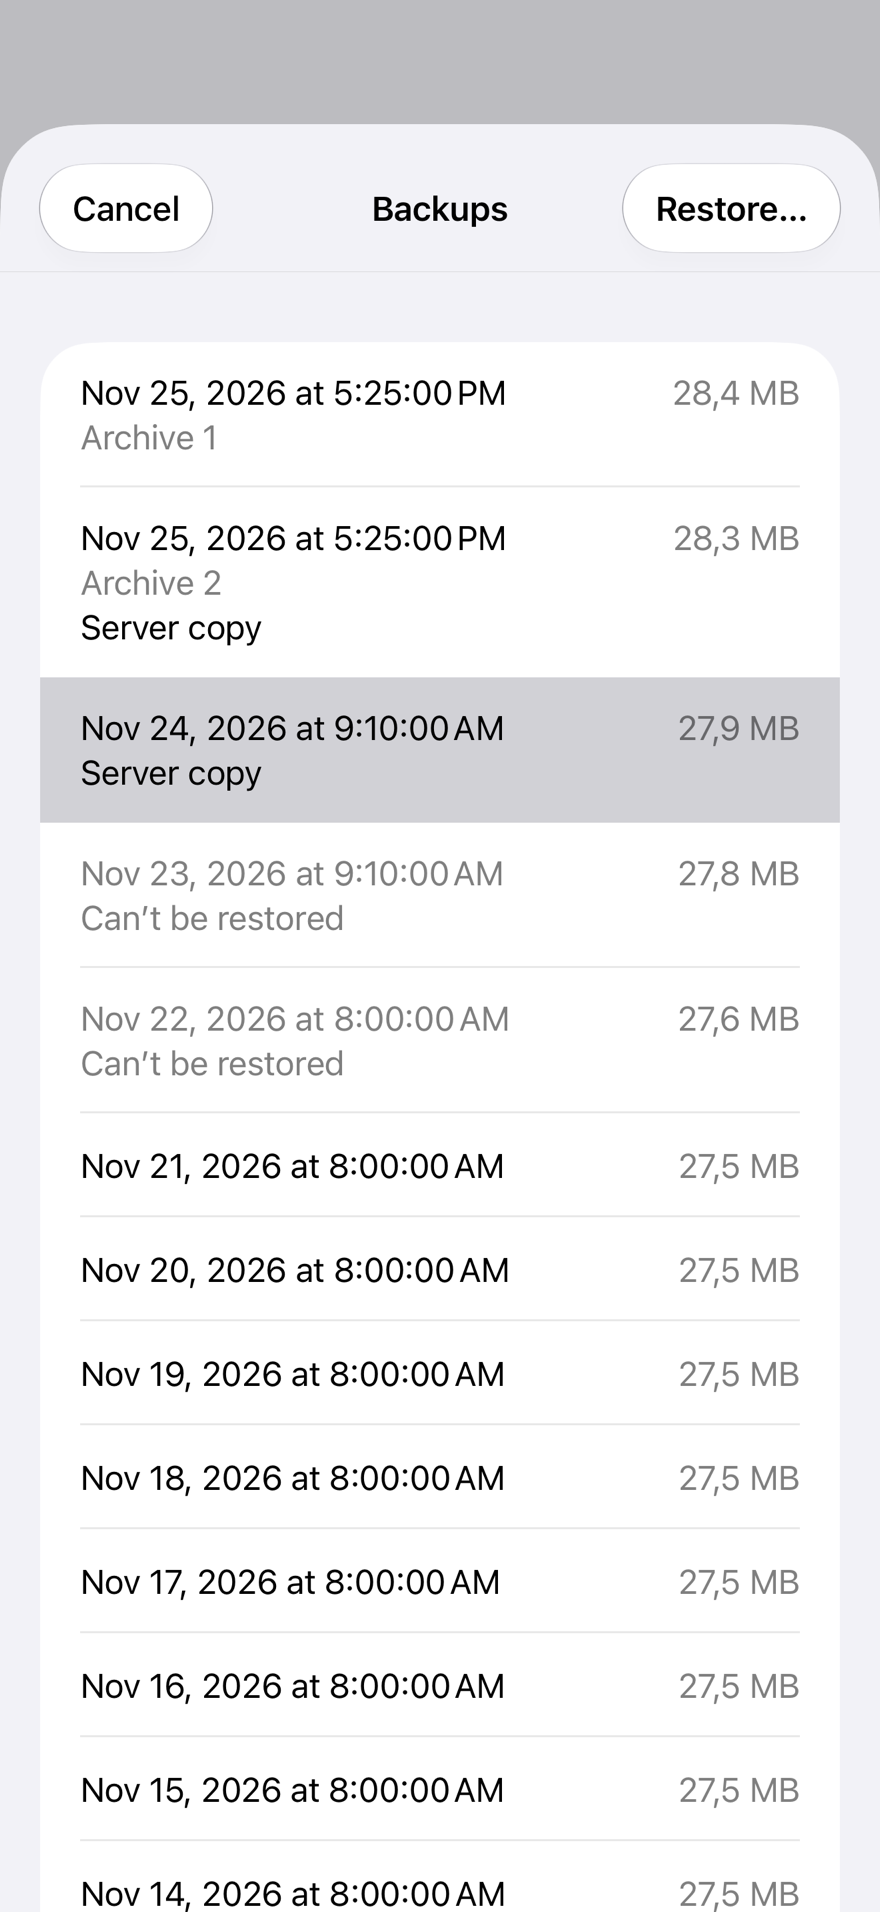 Cancel
Backups
Restore...
Nov 25, 2026 at 5:25:00 PM 28,4 MB
Archive 1
Nov 25, 2026 at 5:25:00 PM 28,3 MB
Archive 2
Server copy
Nov 24, 2026 at 9:10:00 AM 27,9 MB
Server copy
Nov 23, 2026 at 9:10:00 AM 27,8 MB
Can’t be restored
Nov 22, 2026 at 8:00:00 AM 27,6 MB
Can’t be restored
Nov 21, 2026 at 8:00:00 AM 27,5 MB
Nov 20, 2026 at 8:00:00 AM 27,5 MB
Nov 19, 2026 at 8:00:00 AM 27,5 MB
Nov 18, 2026 at 8:00:00 AM 27,5 MB
Nov 17, 2026 at 8:00:00 AM 27,5 MB
Nov 16, 2026 at 8:00:00 AM 27,5 MB
Nov 15, 2026 at 8:00:00 AM 27,5 MB
Nov 14, 2026 at 8:00:00 AM 27,5 MB